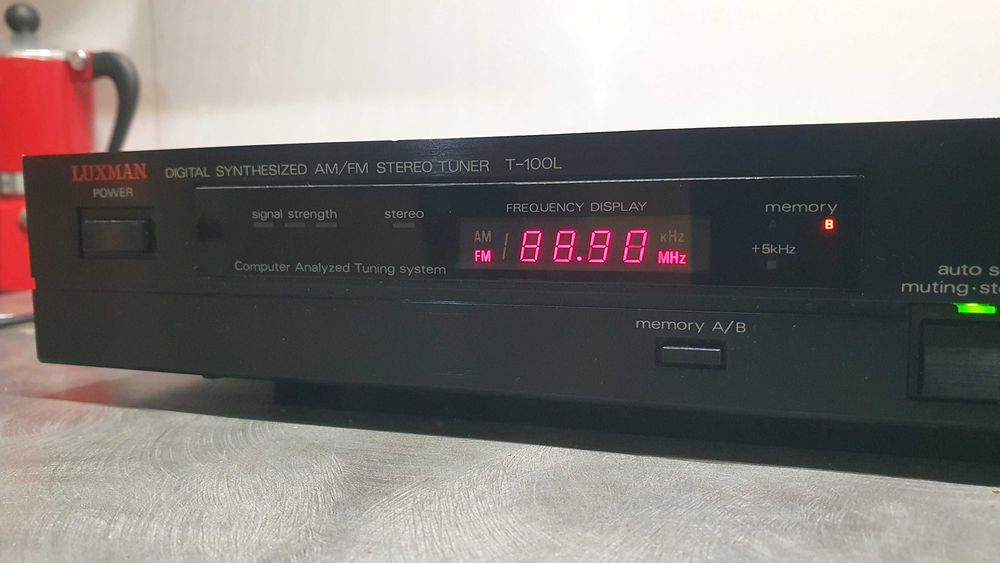 LUXMAN DIGITAL SYNTHESIZED AM/FM STEREO TUNER T-100L
POWER
signal strength
stereo
FREQUENCY DISPLAY
memory
A
B
AM
FM
88.90
kHz
MHz
+5kHz
Computer Analyzed Tuning system
memory A/B
auto s
muting·ste